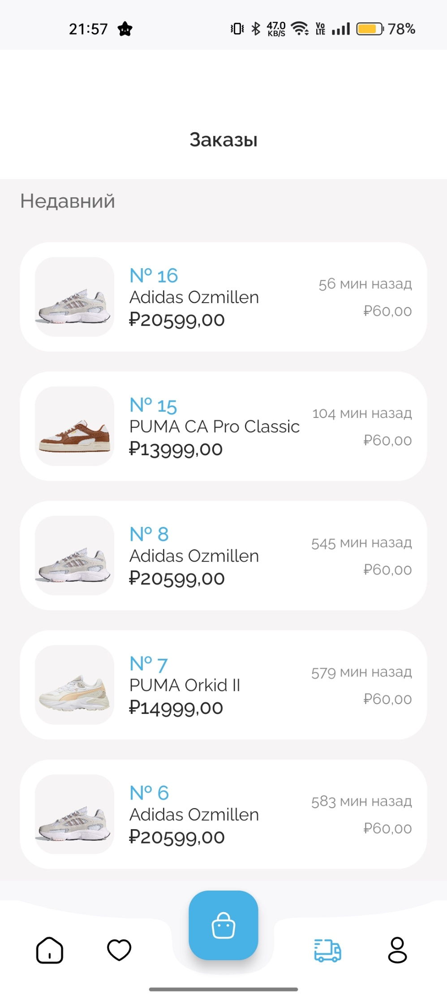 21:57
47.0 KB/S
Vo LTE
78%
Заказы
Недавний
№ 16
Adidas Ozmillen
₽20599,00
56 мин назад
₽60,00
№ 15
PUMA CA Pro Classic
₽13999,00
104 мин назад
₽60,00
№ 8
Adidas Ozmillen
₽20599,00
545 мин назад
₽60,00
№ 7
PUMA Orkid II
₽14999,00
579 мин назад
₽60,00
№ 6
Adidas Ozmillen
₽20599,00
583 мин назад
₽60,00